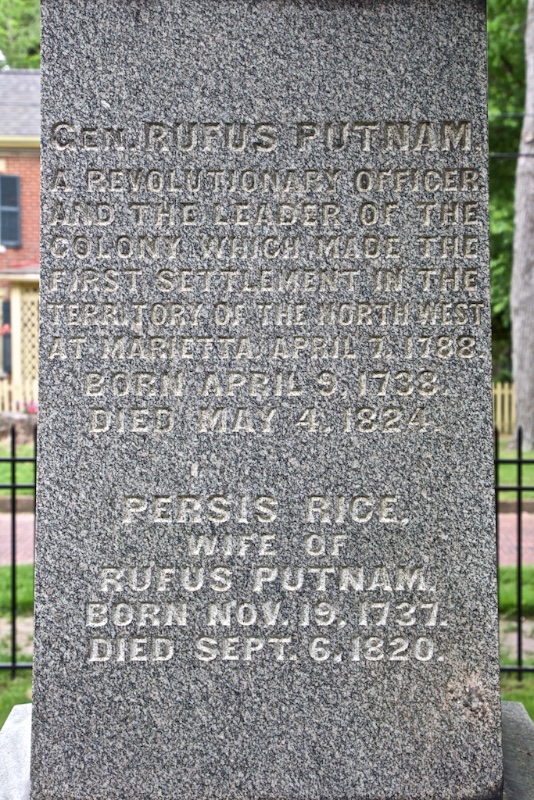 GEN. RUFUS PUTNAM
A REVOLUTIONARY OFFICER
AND THE LEADER OF THE
COLONY WHICH MADE THE
FIRST SETTLEMENT IN THE
TERRITORY OF THE NORTH WEST
AT MARIETTA, APRIL 7, 1788.
BORN APRIL 9, 1738.
DIED MAY 4, 1824.
PERSIS RICE,
WIFE OF
RUFUS PUTNAM,
BORN NOV. 19, 1737.
DIED SEPT. 6, 1820.